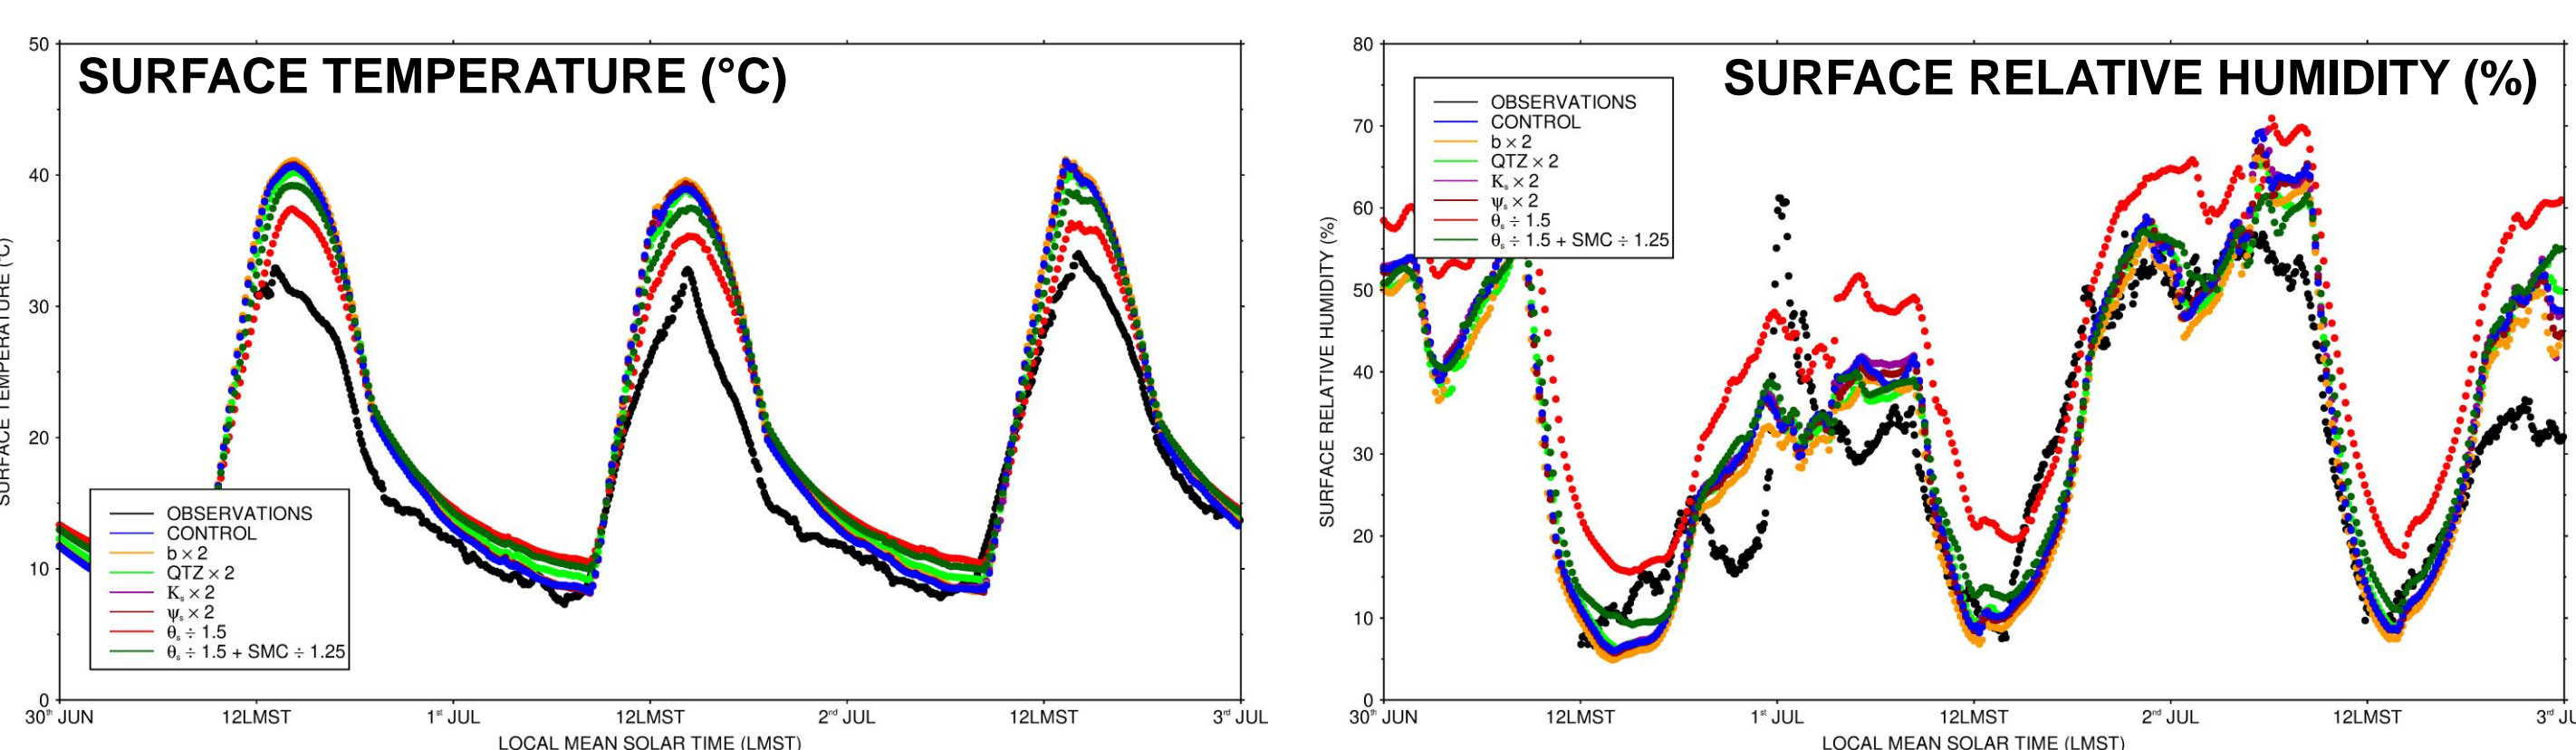 SURFACE TEMPERATURE (°C)
50
40
30
20
10
0
SURFACE TEMPERATURE (°C)
OBSERVATIONS
CONTROL
b × 2
QTZ × 2
Kₛ × 2
ψₛ × 2
θₛ ÷ 1.5
θₛ ÷ 1.5 + SMC ÷ 1.25
30th JUN 12LMST 1st JUL 12LMST 2nd JUL 12LMST 3rd JUL
LOCAL MEAN SOLAR TIME (LMST)
SURFACE RELATIVE HUMIDITY (%)
80
70
60
50
40
30
20
10
0
SURFACE RELATIVE HUMIDITY (%)
OBSERVATIONS
CONTROL
b × 2
QTZ × 2
Kₛ × 2
ψₛ × 2
θₛ ÷ 1.5
θₛ ÷ 1.5 + SMC ÷ 1.25
30th JUN 12LMST 1st JUL 12LMST 2nd JUL 12LMST 3rd JU
LOCAL MEAN SOLAR TIME (LMST)